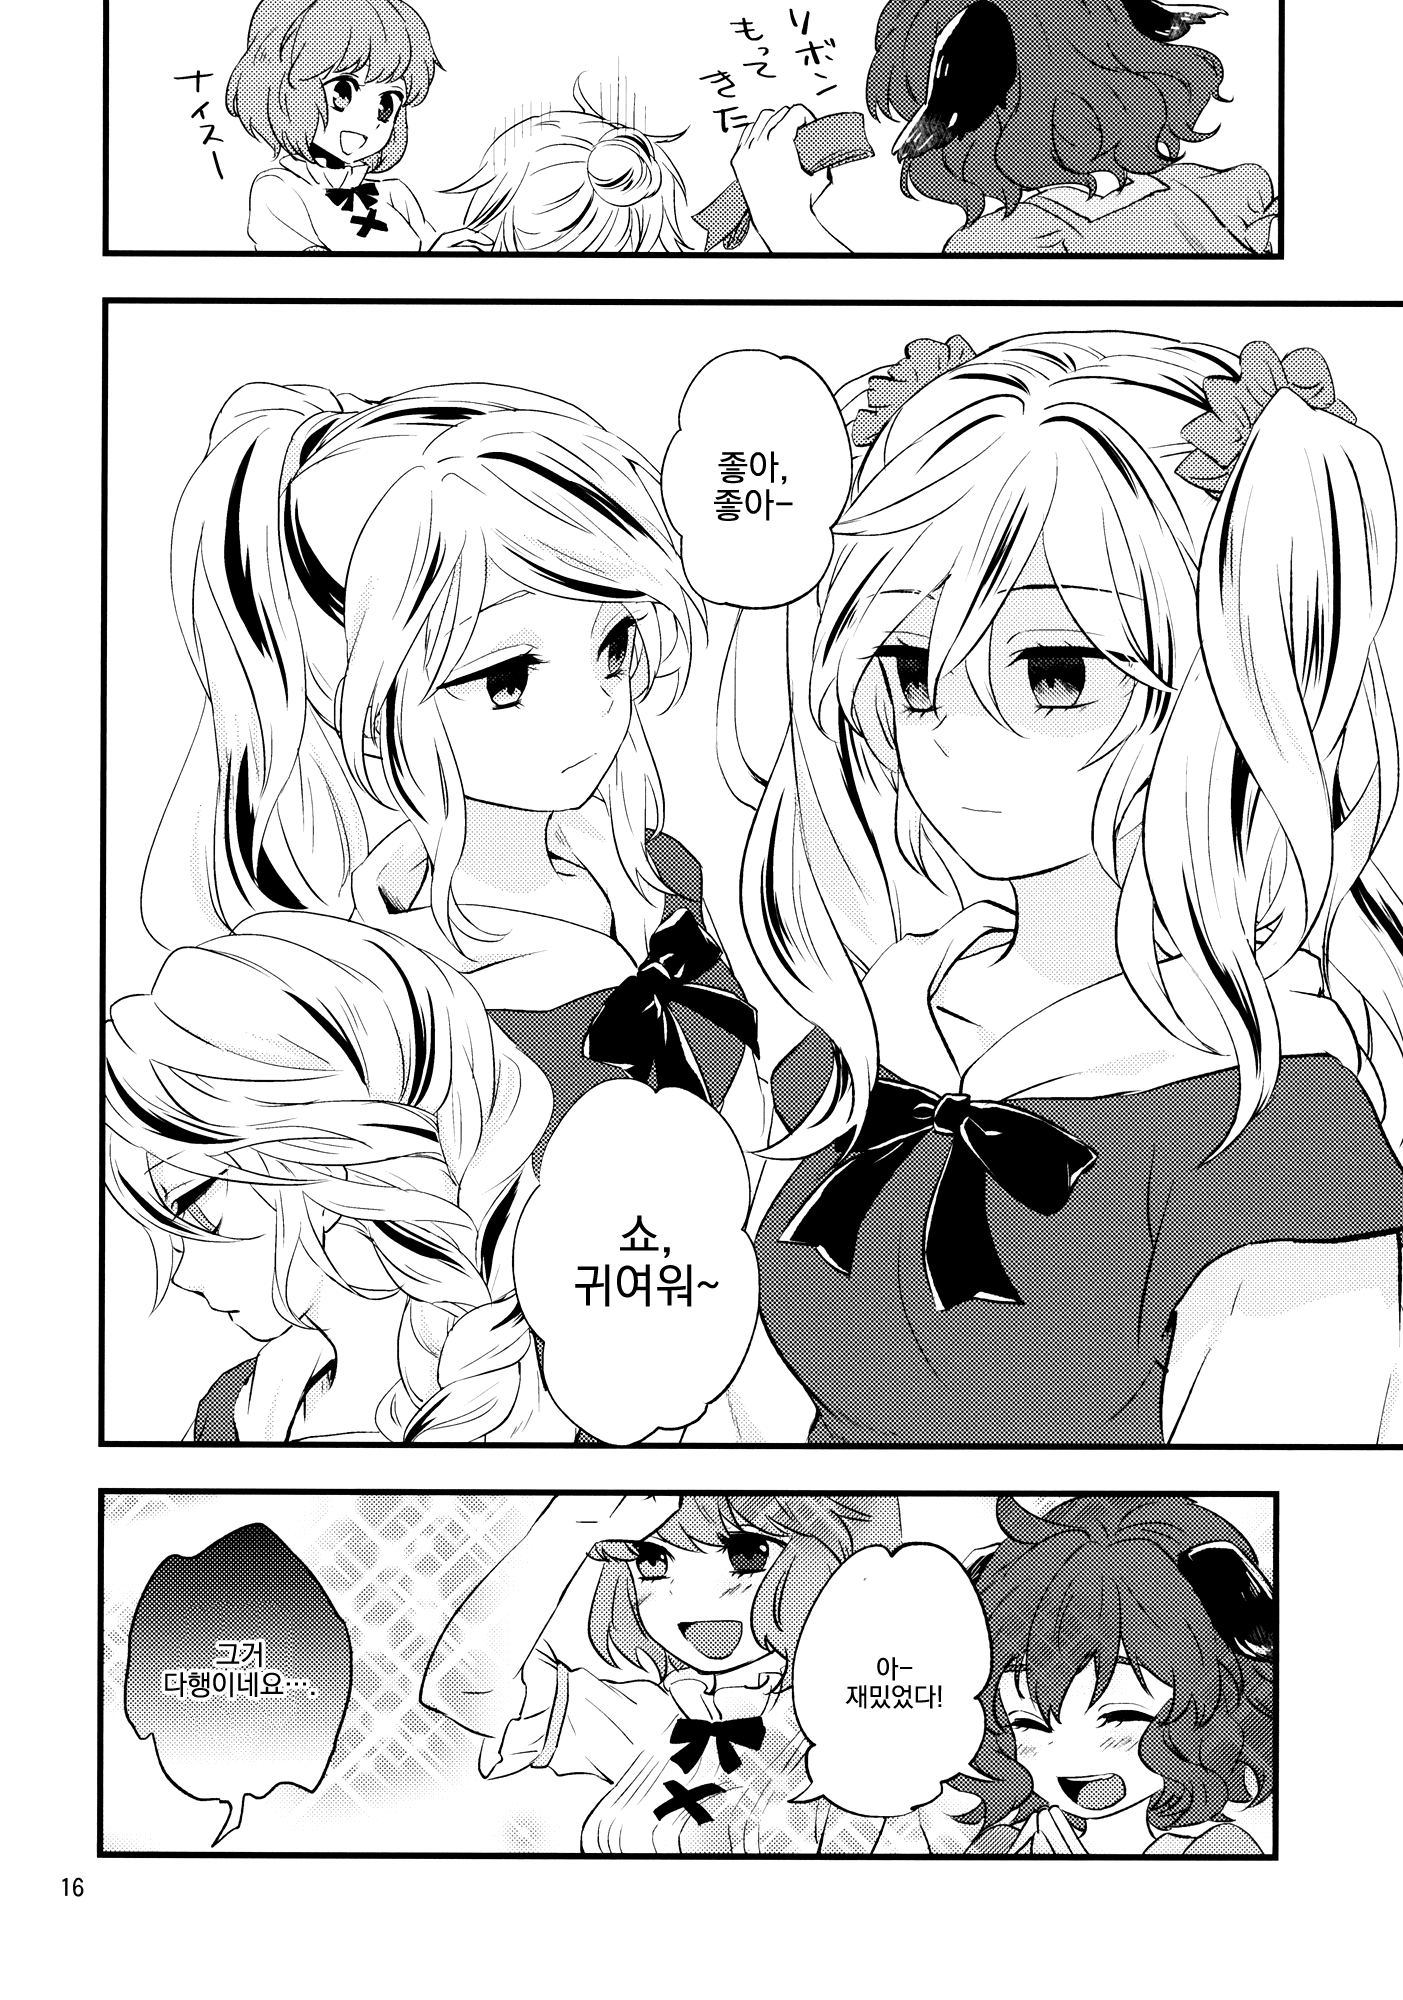 リボン
もって
きた
ナイスー
좋아,
좋아-
쇼,
귀여워~
아-
재밌었다!
그거
다행이네요….
16